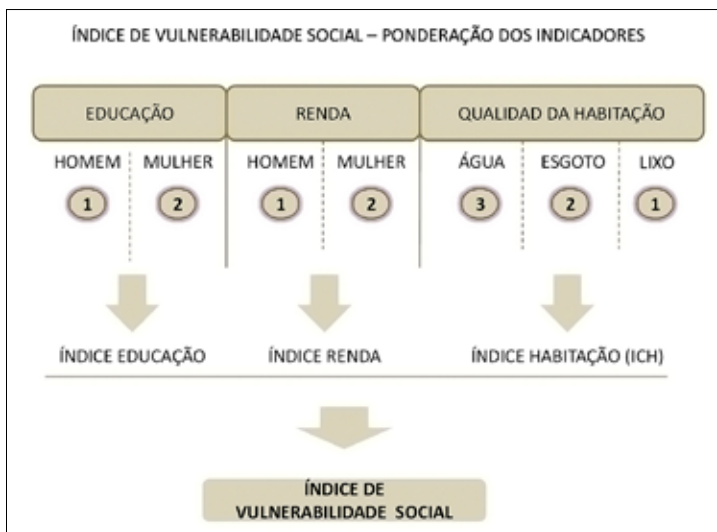 ÍNDICE DE VULNERABILIDADE SOCIAL – PONDERAÇÃO DOS INDICADORES
EDUCAÇÃO RENDA QUALIDAD DA HABITAÇÃO
HOMEM MULHER HOMEM MULHER ÁGUA ESGOTO LIXO
1 2 1 2 3 2 1
ÍNDICE EDUCAÇÃO ÍNDICE RENDA ÍNDICE HABITAÇÃO (ICH)
ÍNDICE DE
VULNERABILIDADE SOCIAL